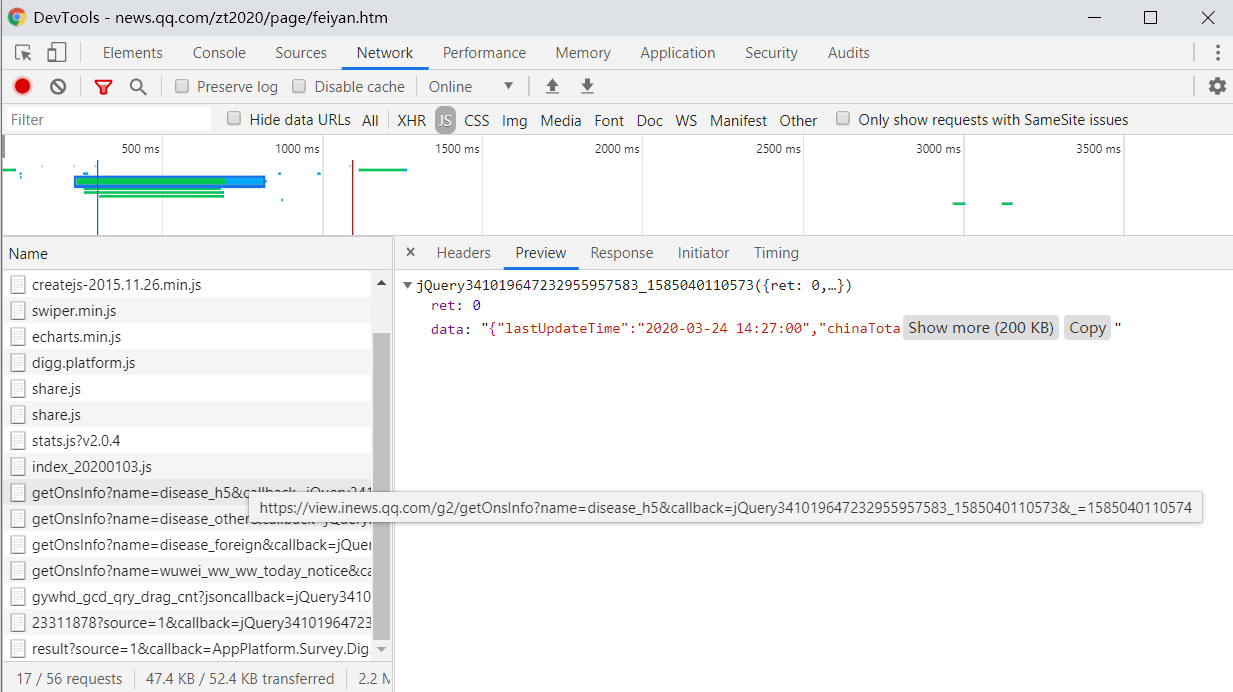 DevTools - news.qq.com/zt2020/page/feiyan.htm
Elements Console Sources Network Performance Memory Application Security Audits
Preserve log Disable cache Online
Filter Hide data URLs All XHR JS CSS Img Media Font Doc WS Manifest Other Only show requests with SameSite issues
500 ms 1000 ms 1500 ms 2000 ms 2500 ms 3000 ms 3500 ms
Name
Headers Preview Response Initiator Timing
createjs-2015.11.26.min.js
swiper.min.js
echarts.min.js
digg.platform.js
share.js
share.js
stats.js?v2.0.4
index_20200103.js
getOnsInfo?name=disease_h5&callback=jQuery341
getOnsInfo?name=disease_other&callback=jQuery
getOnsInfo?name=disease_foreign&callback=jQuer
getOnsInfo?name=wuwei_ww_ww_today_notice&ca
gywhd_gcd_qry_drag_cnt?jsoncallback=jQuery3410
23311878?source=1&callback=jQuery34101964723
result?source=1&callback=AppPlatform.Survey.Dig
17 / 56 requests 47.4 KB / 52.4 KB transferred 2.2 M
jQuery341019647232955957583_1585040110573({ret: 0,…})
ret: 0
data: "{"lastUpdateTime":"2020-03-24 14:27:00","chinaTota Show more (200 KB) Copy "
https://view.inews.qq.com/g2/getOnsInfo?name=disease_h5&callback=jQuery341019647232955957583_1585040110573&_=1585040110574